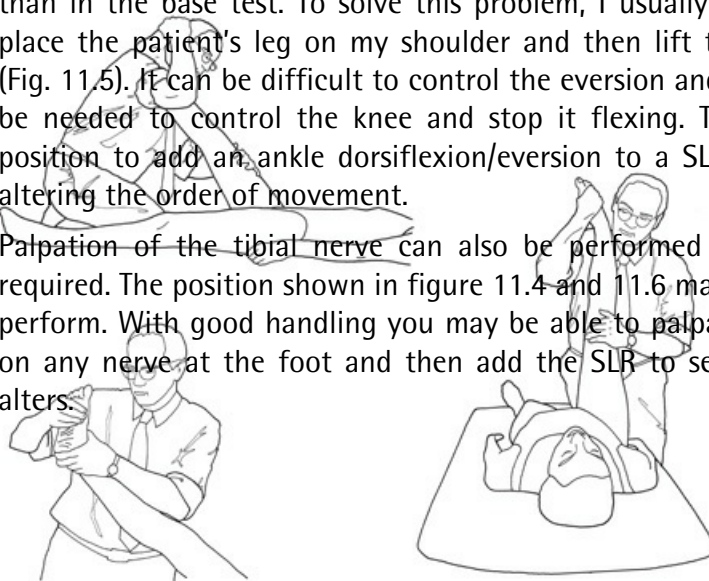 than in the base test. To solve this problem, I usually
place the patient's leg on my shoulder and then lift t
(Fig. 11.5). It can be difficult to control the eversion and
be needed to control the knee and stop it flexing. T
position to add an ankle dorsiflexion/eversion to a SL
altering the order of movement.
Palpation of the tibial nerve can also be performed
required. The position shown in figure 11.4 and 11.6 ma
perform. With good handling you may be able to palpa
on any nerve at the foot and then add the SLR to se
alters.